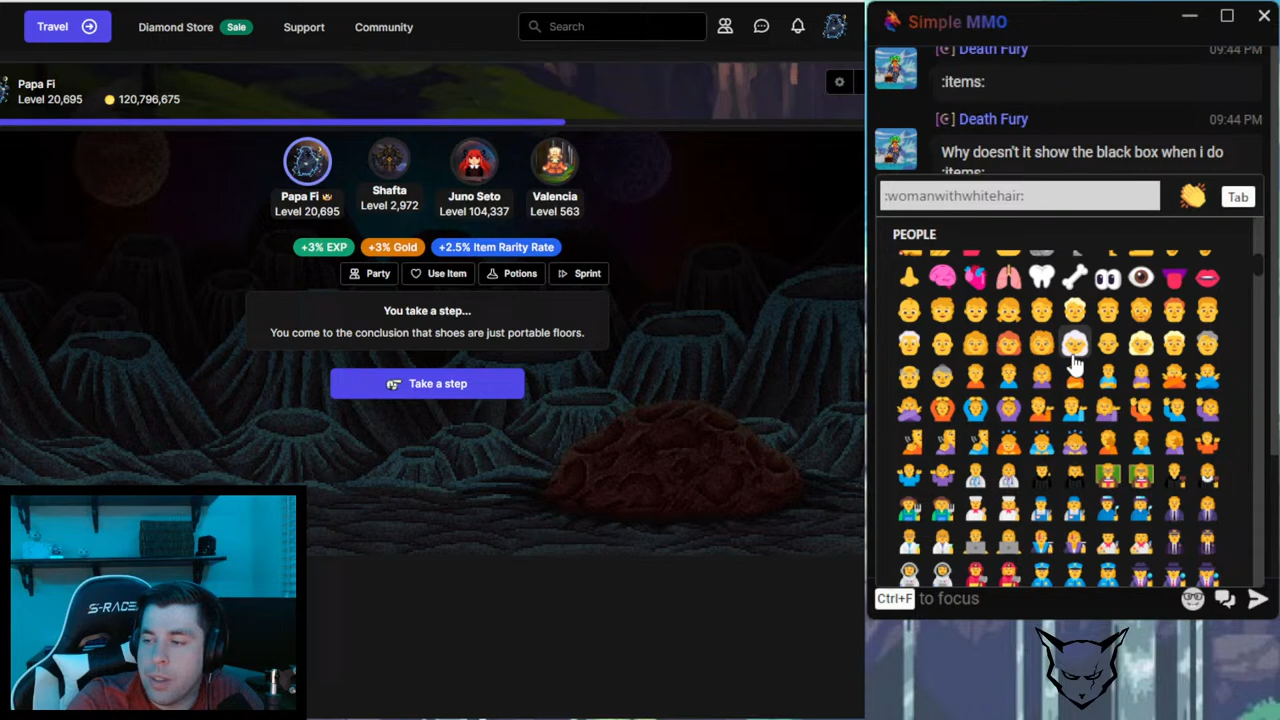 Travel
Diamond Store Sale
Support
Community
Search
Papa Fi
Level 20,695 120,796,675
Papa Fi
Level 20,695
Shafta
Level 2,972
Juno Seto
Level 104,337
Valencia
Level 563
+3% EXP +3% Gold +2.5% Item Rarity Rate
Party Use Item Potions Sprint
You take a step...
You come to the conclusion that shoes are just portable floors.
Take a step
S-RACER
Simple MMO
Death Fury 09:44 PM
:items:
Death Fury 09:44 PM
Why doesn't it show the black box when i do
:items:
:womanwithwhitehair: Tab
PEOPLE
Ctrl+F to focus